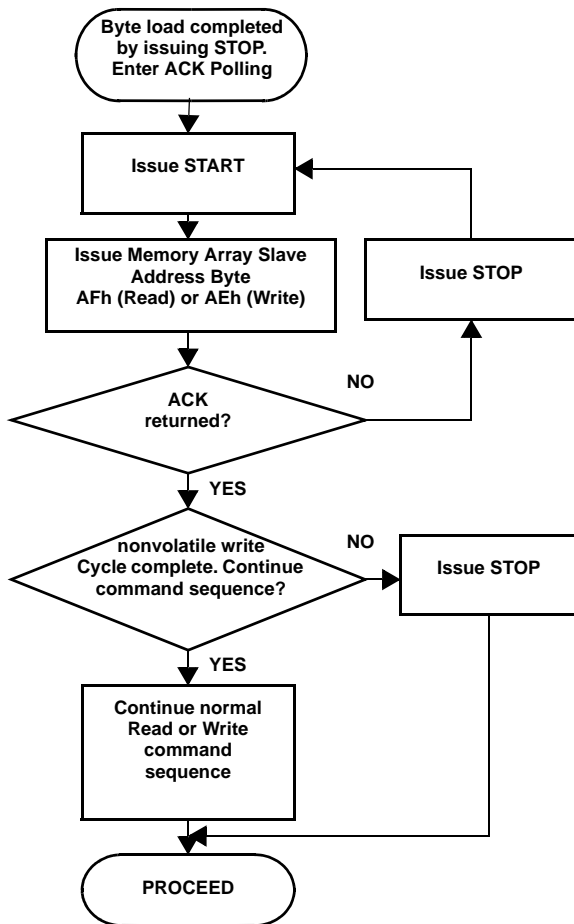 Byte load completed
by issuing STOP.
Enter ACK Polling
Issue START
Issue Memory Array Slave
Address Byte
AFh (Read) or AEh (Write)
Issue STOP
NO
ACK
returned?
YES
nonvolatile write
Cycle complete. Continue
command sequence?
NO
Issue STOP
YES
Continue normal
Read or Write
command
sequence
PROCEED